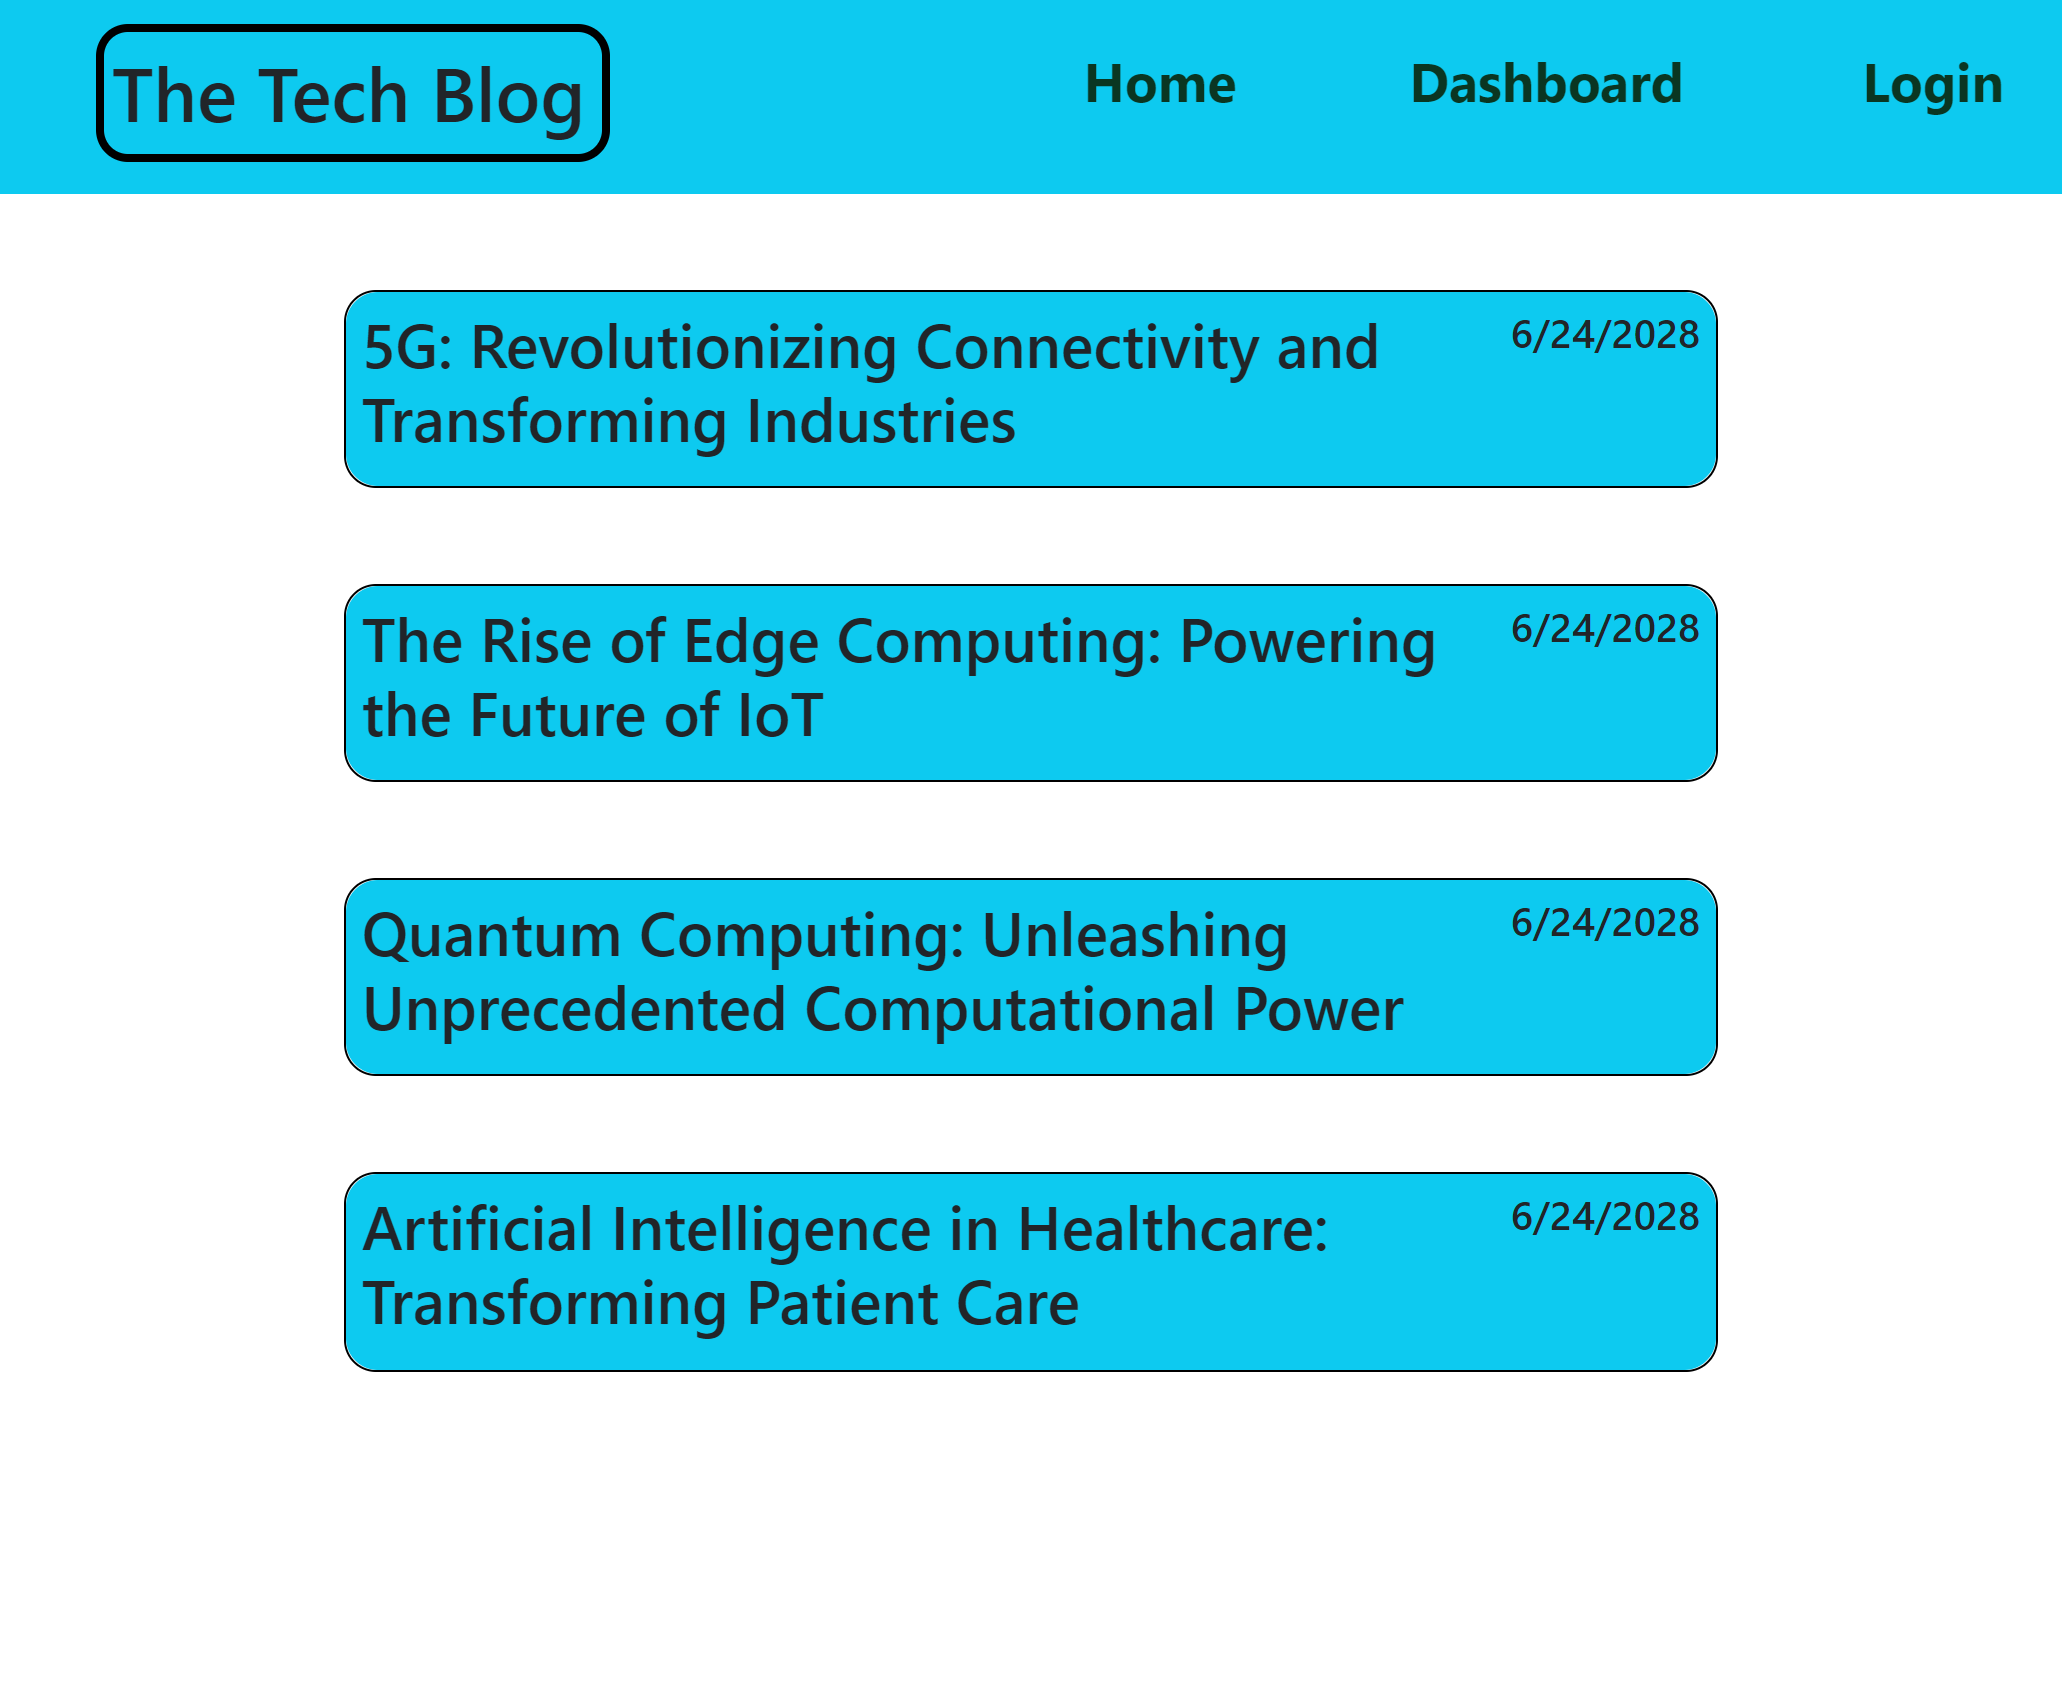 The Tech Blog
Home
Dashboard
Login
5G: Revolutionizing Connectivity and
Transforming Industries
6/24/2028
The Rise of Edge Computing: Powering
the Future of IoT
6/24/2028
Quantum Computing: Unleashing
Unprecedented Computational Power
6/24/2028
Artificial Intelligence in Healthcare:
Transforming Patient Care
6/24/2028